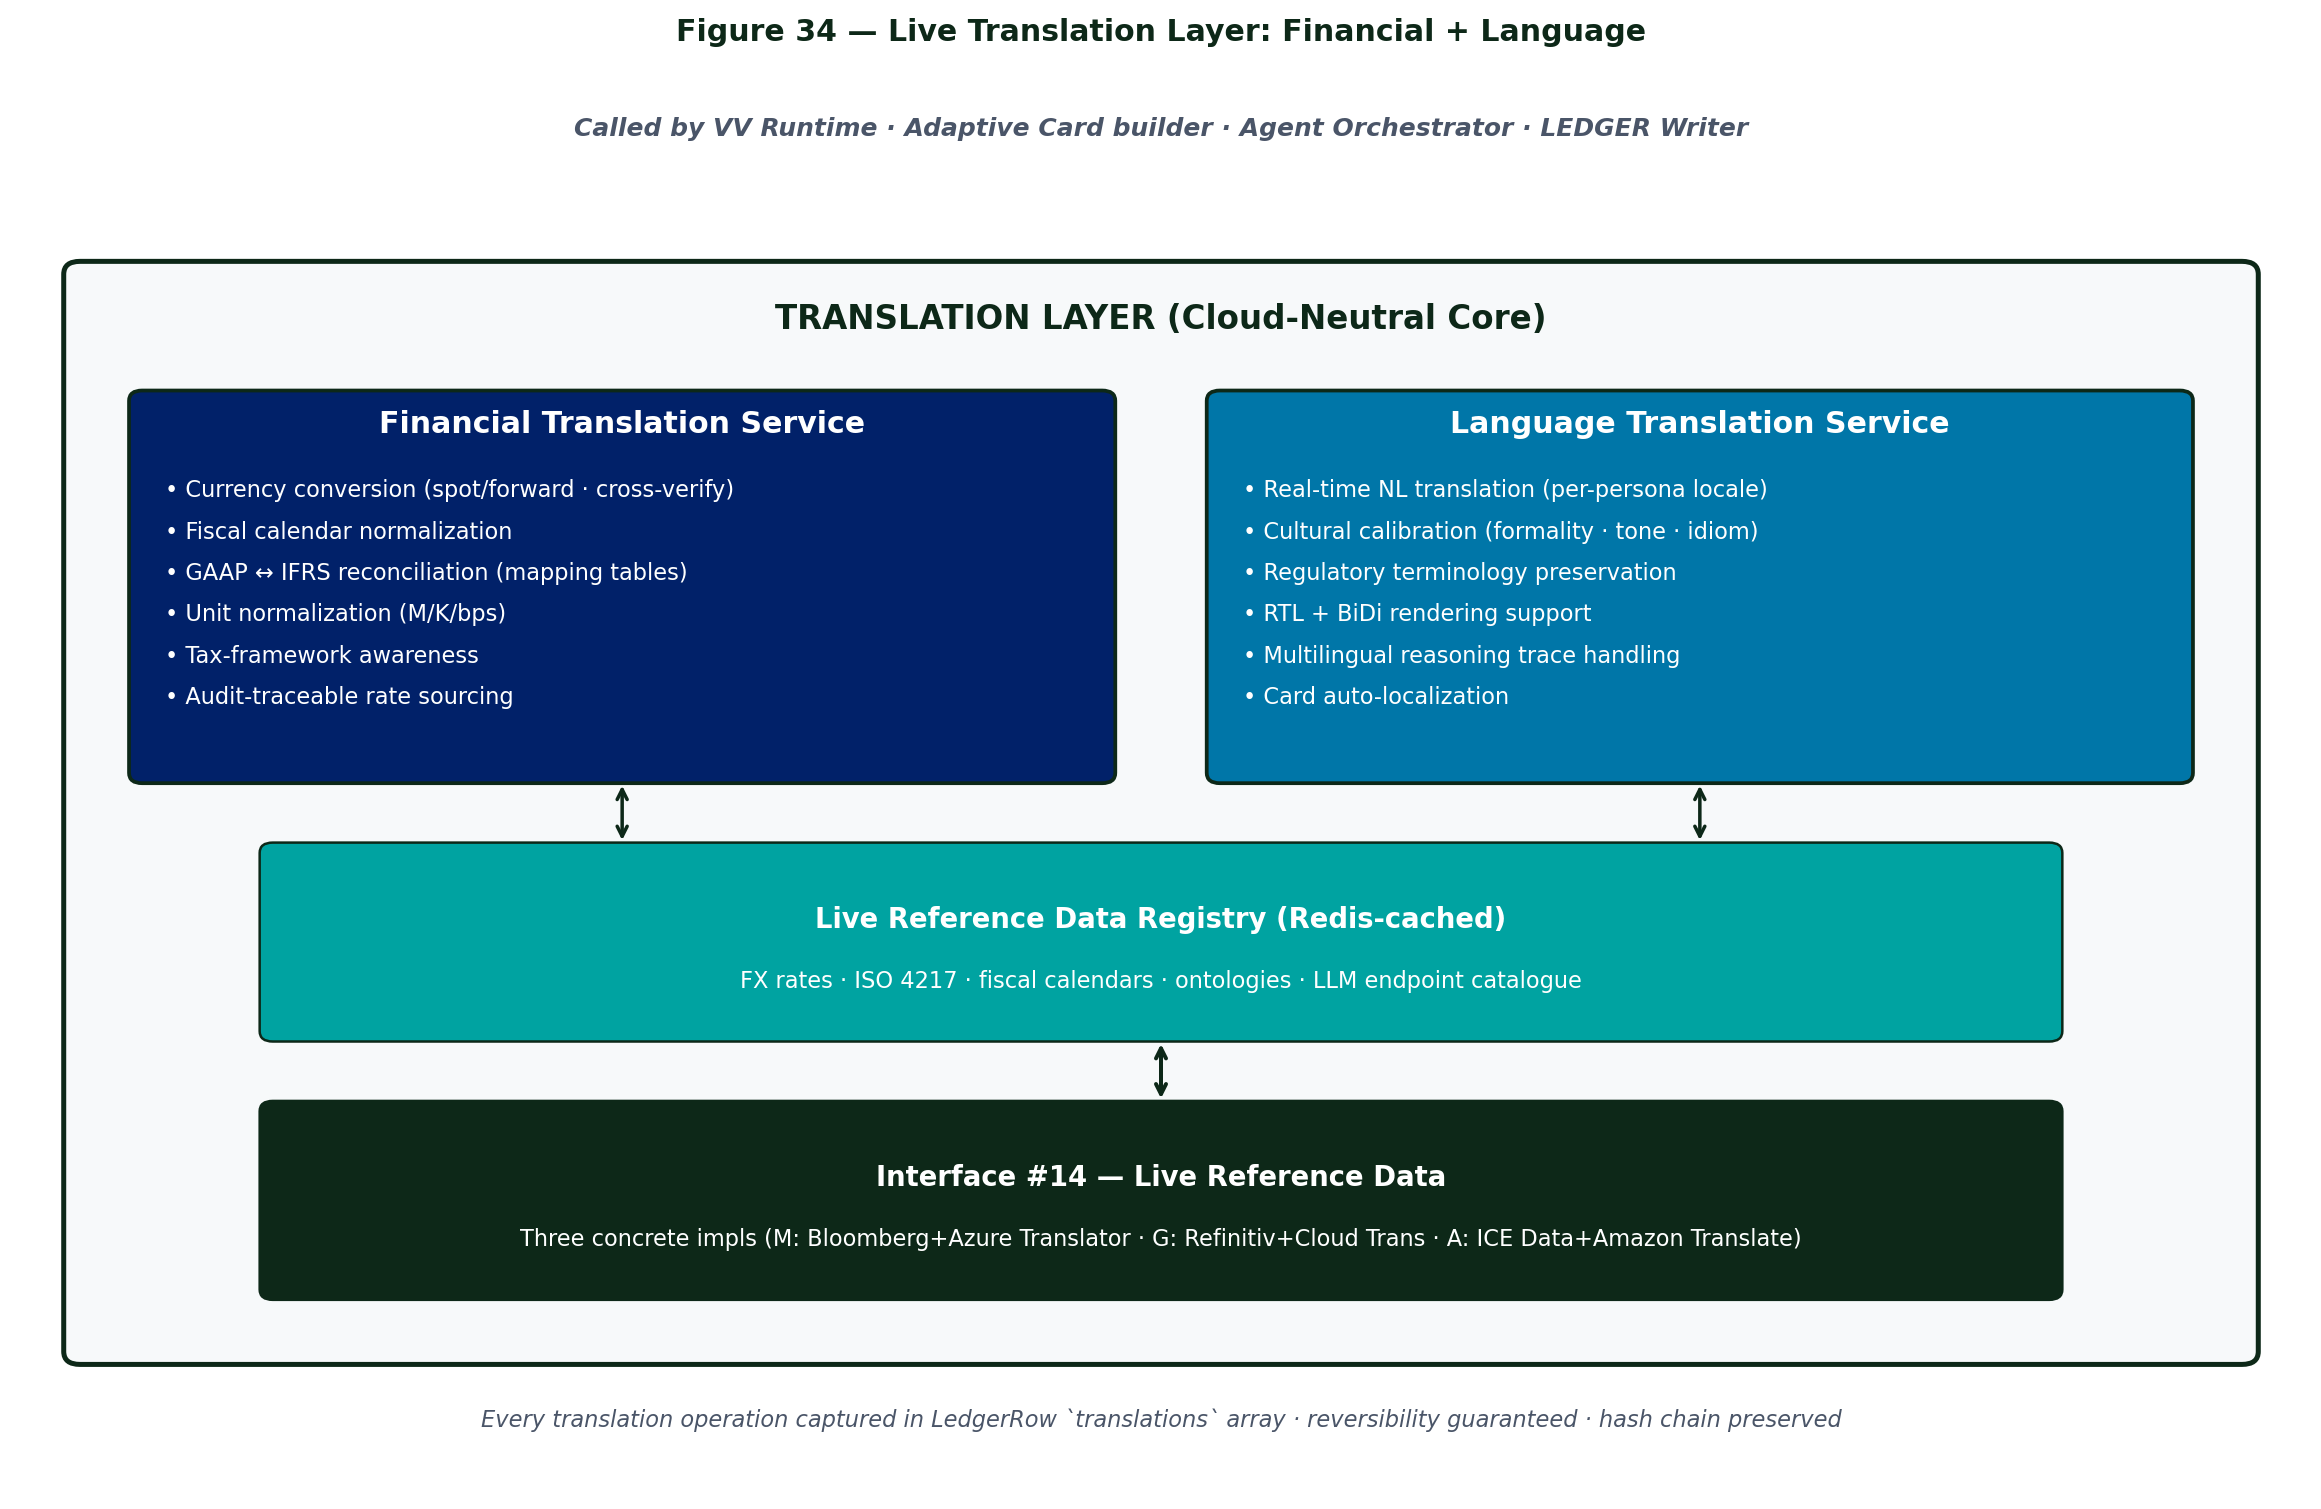 Figure 34 — Live Translation Layer: Financial + Language
Called by VV Runtime · Adaptive Card builder · Agent Orchestrator · LEDGER Writer
TRANSLATION LAYER (Cloud-Neutral Core)
Financial Translation Service
• Currency conversion (spot/forward · cross-verify)
• Fiscal calendar normalization
• GAAP ↔ IFRS reconciliation (mapping tables)
• Unit normalization (M/K/bps)
• Tax-framework awareness
• Audit-traceable rate sourcing
Language Translation Service
• Real-time NL translation (per-persona locale)
• Cultural calibration (formality · tone · idiom)
• Regulatory terminology preservation
• RTL + BiDi rendering support
• Multilingual reasoning trace handling
• Card auto-localization
Live Reference Data Registry (Redis-cached)
FX rates · ISO 4217 · fiscal calendars · ontologies · LLM endpoint catalogue
Interface #14 — Live Reference Data
Three concrete impls (M: Bloomberg+Azure Translator · G: Refinitiv+Cloud Trans · A: ICE Data+Amazon Translate)
Every translation operation captured in LedgerRow `translations` array · reversibility guaranteed · hash chain preserved